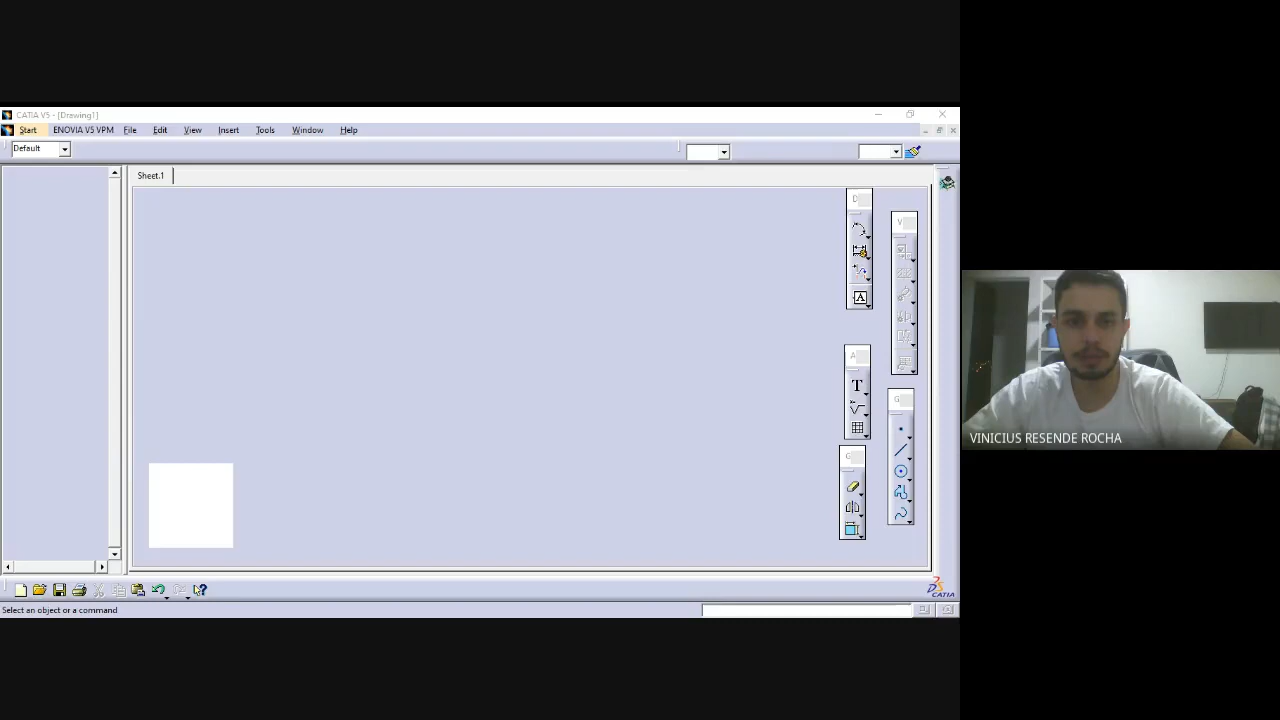 CATIA V5 - [Drawing1]
Start ENOVIA V5 VPM File Edit View Insert Tools Window Help
Default
Sheet.1
D
V
A
A
T
G
G
VINICIUS RESENDE ROCHA
CATIA
Select an object or a command